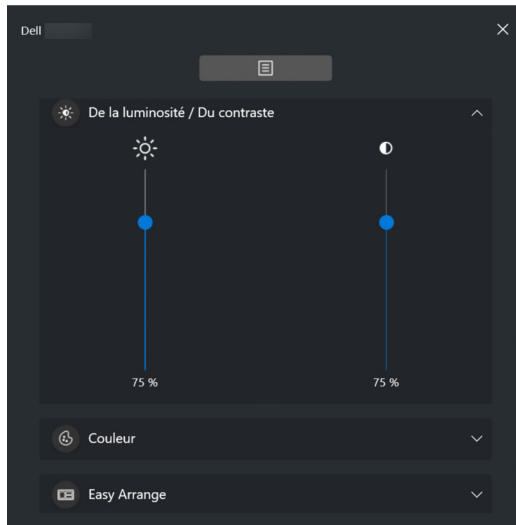 Dell
De la luminosité / Du contraste
75 % 75 %
Couleur
Easy Arrange